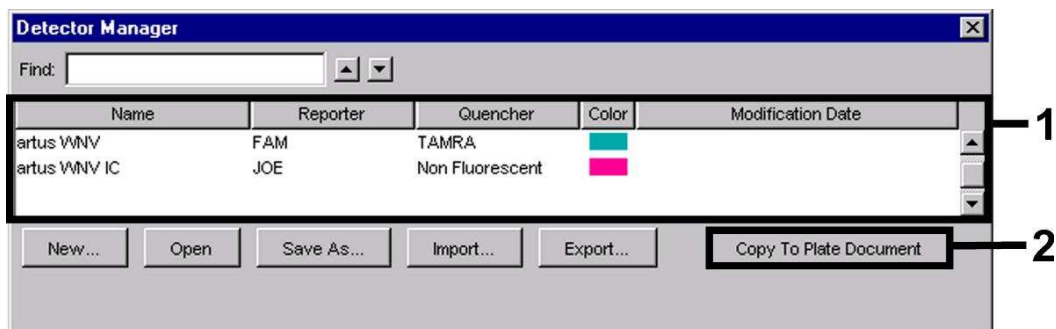 Detector Manager
Find:
Name Reporter Quencher Color Modification Date
artus WNV FAM TAMRA
artus WNV IC JOE Non Fluorescent
1
New... Open Save As... Import... Export... Copy To Plate Document
2